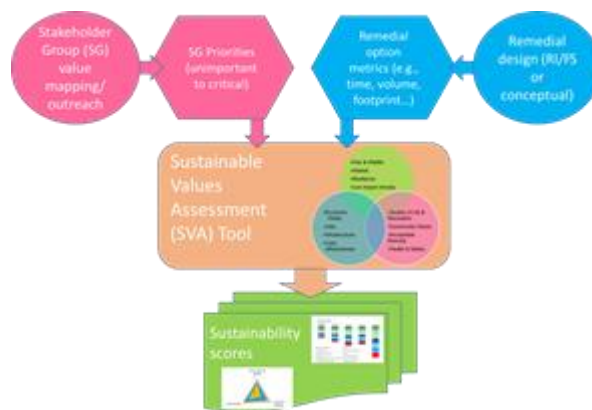 Stakeholder
Group (SG)
value
mapping/
outreach
SG Priorities
(unimportant
to critical)
Remedial
option
metrics (e.g.,
time, volume,
footprint...)
Remedial
design (RI/FS
or
conceptual)
Sustainable
Values
Assessment
(SVA) Tool
Sustainability
scores